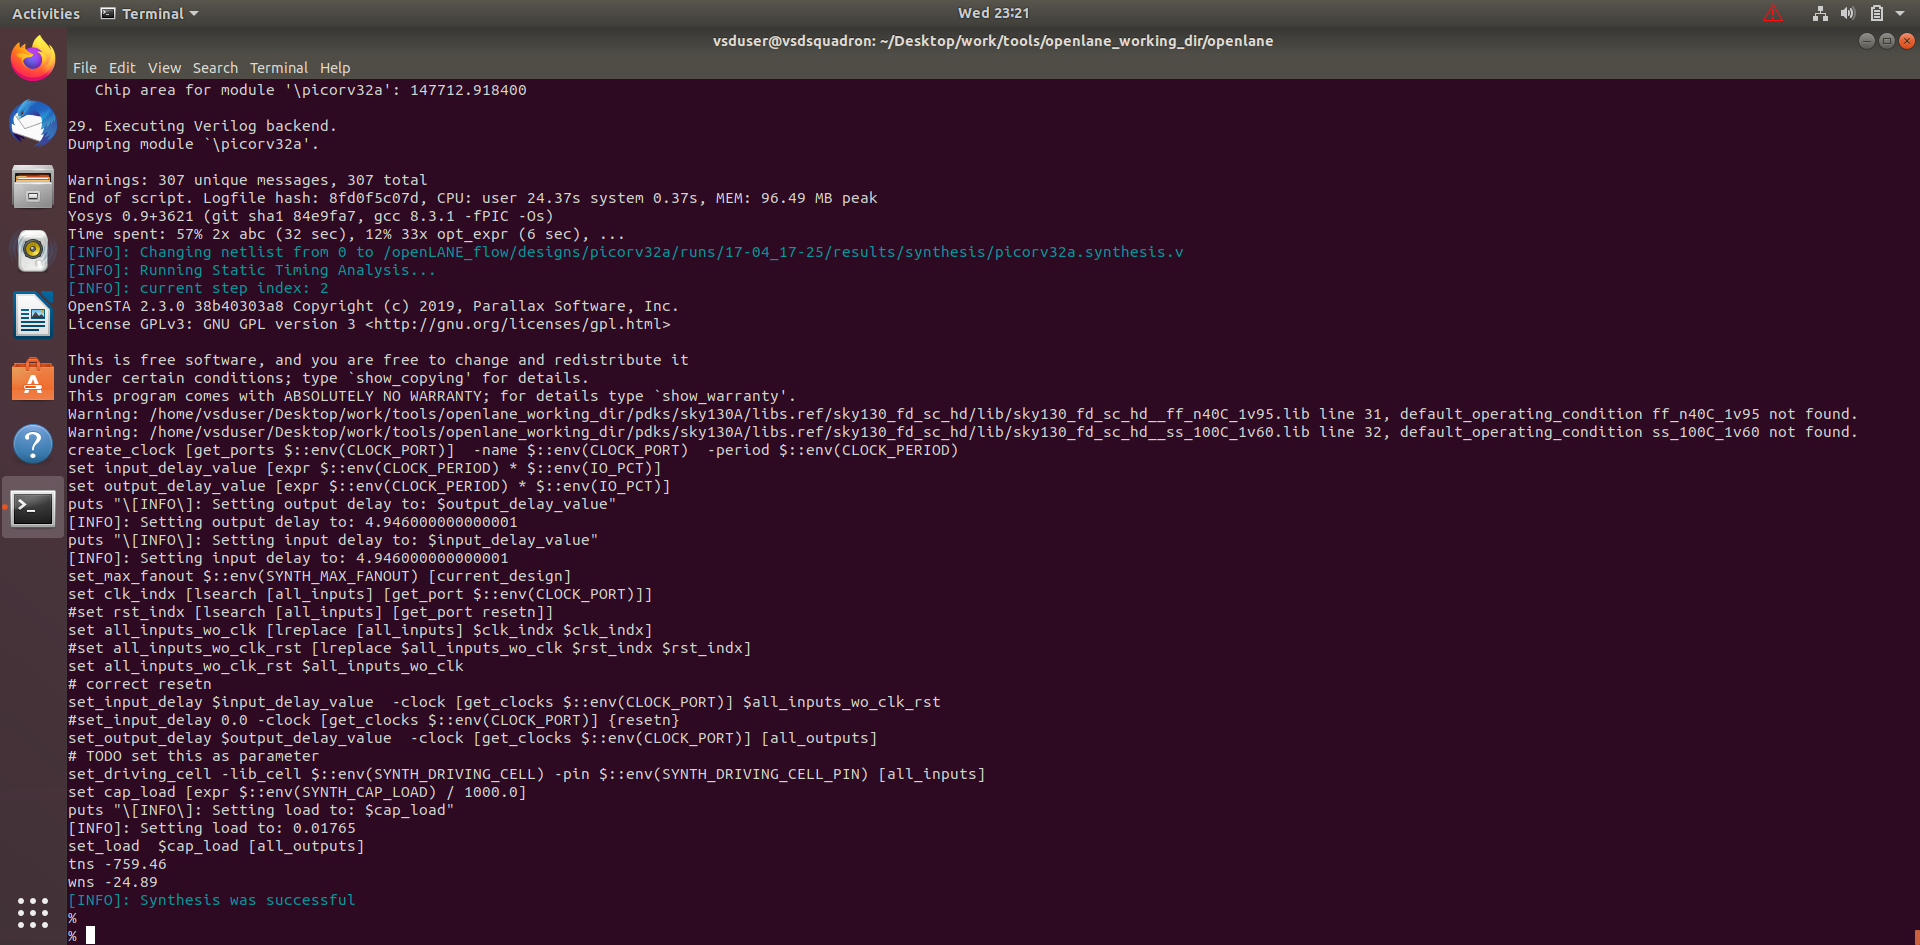 Activities Terminal Wed 23:21
vsduser@vsdsquadron: ~/Desktop/work/tools/openlane_working_dir/openlane
File Edit View Search Terminal Help
   Chip area for module '\picorv32a': 147712.918400
29. Executing Verilog backend.
Dumping module `\picorv32a'.
Warnings: 307 unique messages, 307 total
End of script. Logfile hash: 8fd0f5c07d, CPU: user 24.37s system 0.37s, MEM: 96.49 MB peak
Yosys 0.9+3621 (git sha1 84e9fa7, gcc 8.3.1 -fPIC -Os)
Time spent: 57% 2x abc (32 sec), 12% 33x opt_expr (6 sec), ...
[INFO]: Changing netlist from 0 to /openLANE_flow/designs/picorv32a/runs/17-04_17-25/results/synthesis/picorv32a.synthesis.v
[INFO]: Running Static Timing Analysis...
[INFO]: current step index: 2
OpenSTA 2.3.0 38b40303a8 Copyright (c) 2019, Parallax Software, Inc.
License GPLv3: GNU GPL version 3 <http://gnu.org/licenses/gpl.html>
This is free software, and you are free to change and redistribute it
under certain conditions; type `show_copying' for details.
This program comes with ABSOLUTELY NO WARRANTY; for details type `show_warranty'.
Warning: /home/vsduser/Desktop/work/tools/openlane_working_dir/pdks/sky130A/libs.ref/sky130_fd_sc_hd/lib/sky130_fd_sc_hd__ff_n40C_1v95.lib line 31, default_operating_condition ff_n40C_1v95 not found.
Warning: /home/vsduser/Desktop/work/tools/openlane_working_dir/pdks/sky130A/libs.ref/sky130_fd_sc_hd/lib/sky130_fd_sc_hd__ss_100C_1v60.lib line 32, default_operating_condition ss_100C_1v60 not found.
create_clock [get_ports $::env(CLOCK_PORT)]  -name $::env(CLOCK_PORT)  -period $::env(CLOCK_PERIOD)
set input_delay_value [expr $::env(CLOCK_PERIOD) * $::env(IO_PCT)]
set output_delay_value [expr $::env(CLOCK_PERIOD) * $::env(IO_PCT)]
puts "\[INFO\]: Setting output delay to: $output_delay_value"
[INFO]: Setting output delay to: 4.946000000000001
puts "\[INFO\]: Setting input delay to: $input_delay_value"
[INFO]: Setting input delay to: 4.946000000000001
set_max_fanout $::env(SYNTH_MAX_FANOUT) [current_design]
set clk_indx [lsearch [all_inputs] [get_port $::env(CLOCK_PORT)]]
#set rst_indx [lsearch [all_inputs] [get_port resetn]]
set all_inputs_wo_clk [lreplace [all_inputs] $clk_indx $clk_indx]
#set all_inputs_wo_clk_rst [lreplace $all_inputs_wo_clk $rst_indx $rst_indx]
set all_inputs_wo_clk_rst $all_inputs_wo_clk
# correct resetn
set_input_delay $input_delay_value  -clock [get_clocks $::env(CLOCK_PORT)] $all_inputs_wo_clk_rst
#set_input_delay 0.0 -clock [get_clocks $::env(CLOCK_PORT)] {resetn}
set_output_delay $output_delay_value  -clock [get_clocks $::env(CLOCK_PORT)] [all_outputs]
# TODO set this as parameter
set_driving_cell -lib_cell $::env(SYNTH_DRIVING_CELL) -pin $::env(SYNTH_DRIVING_CELL_PIN) [all_inputs]
set cap_load [expr $::env(SYNTH_CAP_LOAD) / 1000.0]
puts "\[INFO\]: Setting load to: $cap_load"
[INFO]: Setting load to: 0.01765
set_load  $cap_load [all_outputs]
tns -759.46
wns -24.89
[INFO]: Synthesis was successful
%
%